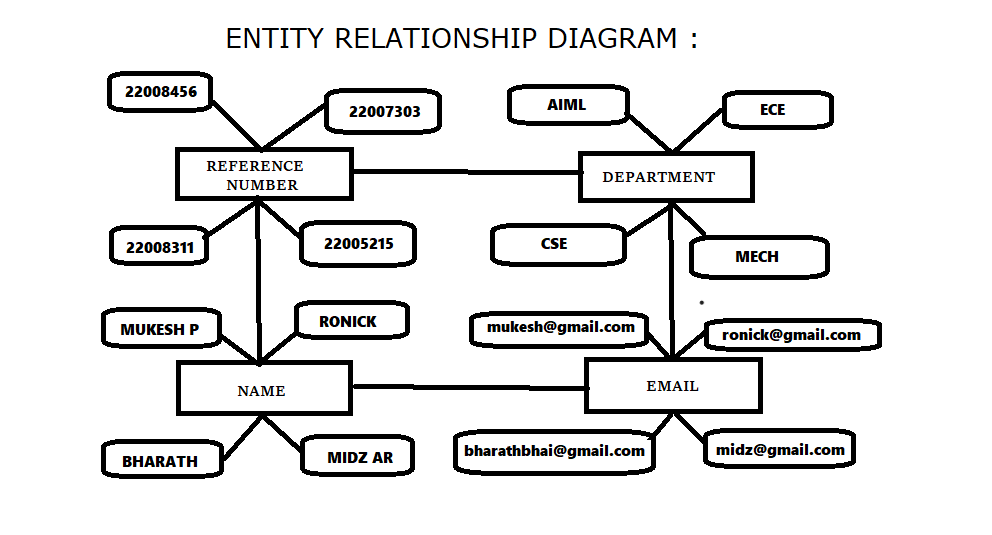 ENTITY RELATIONSHIP DIAGRAM :
22008456
22007303
AIML
ECE
REFERENCE
NUMBER
DEPARTMENT
22008311
22005215
CSE
MECH
MUKESH P
RONICK
mukesh@gmail.com
ronick@gmail.com
NAME
EMAIL
BHARATH
MIDZ AR
bharathbhai@gmail.com
midz@gmail.com